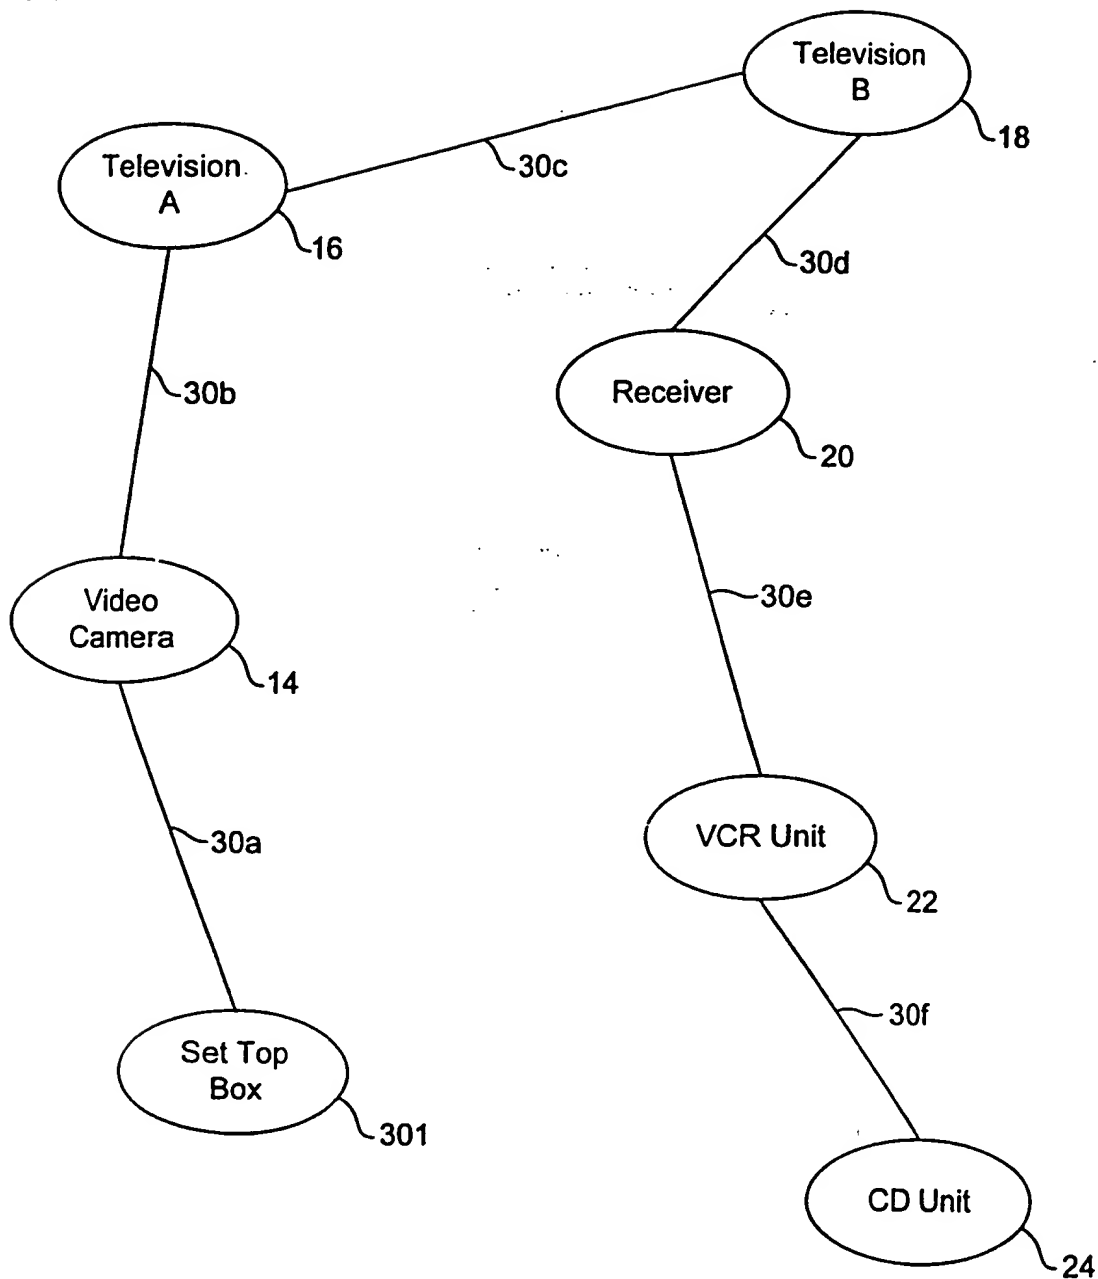 Television
B
18
30c
Television
A
16
30d
30b
Receiver
20
Video
Camera
14
30e
30a
VCR Unit
22
Set Top
Box
301
30f
CD Unit
24